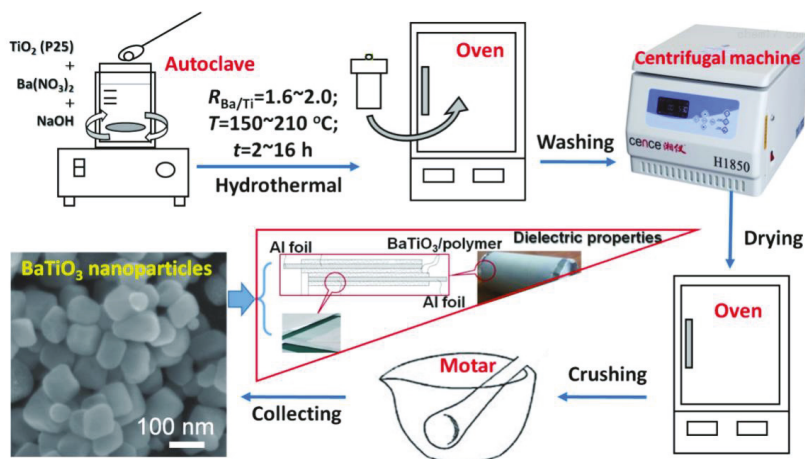 TiO2 (P25)
+
Ba(NO3)2
+
NaOH
Autoclave
RBa/Ti=1.6~2.0;
T=150~210 °C;
t=2~16 h
Hydrothermal
Oven
Washing
Centrifugal machine
cence 湘仪
H1850
Drying
Oven
Crushing
Motar
Collecting
BaTiO3 nanoparticles
100 nm
Al foil
BaTiO3/polymer
Dielectric properties
Al foil